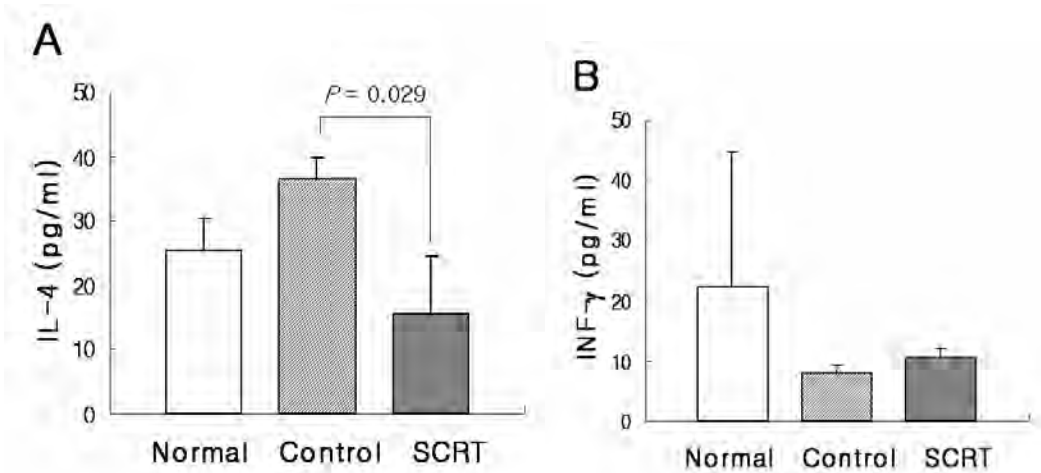 A
50
40
30
20
10
0
IL-4 (pg/ml)
P = 0.029
Normal Control SCRT
B
50
40
30
20
10
0
INF-γ (pg/ml)
Normal Control SCRT